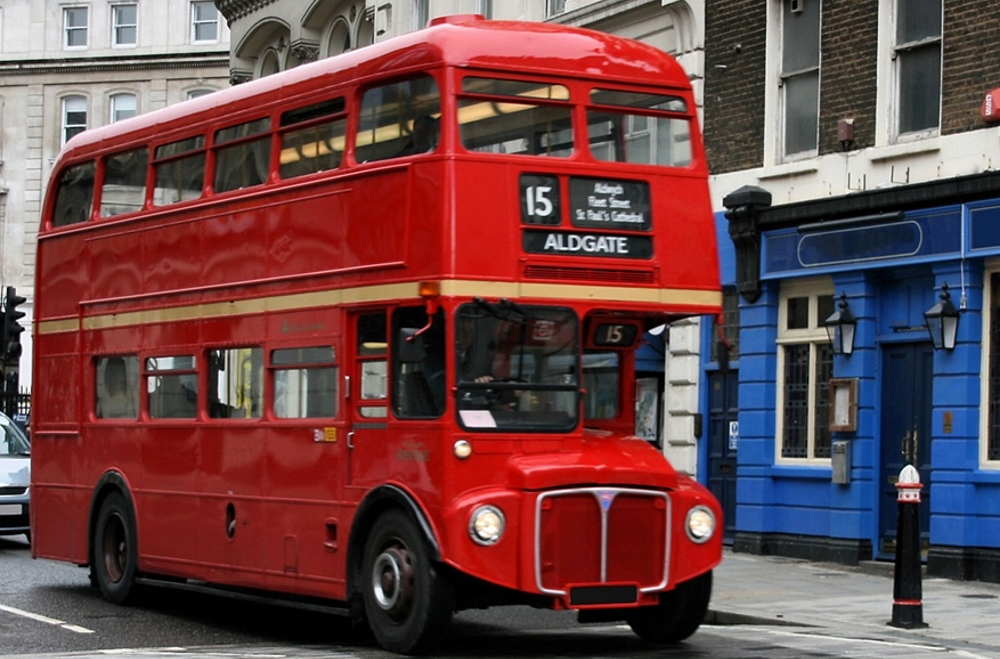 15
Aldwych
Fleet Street
St Paul's Cathedral
ALDGATE
15